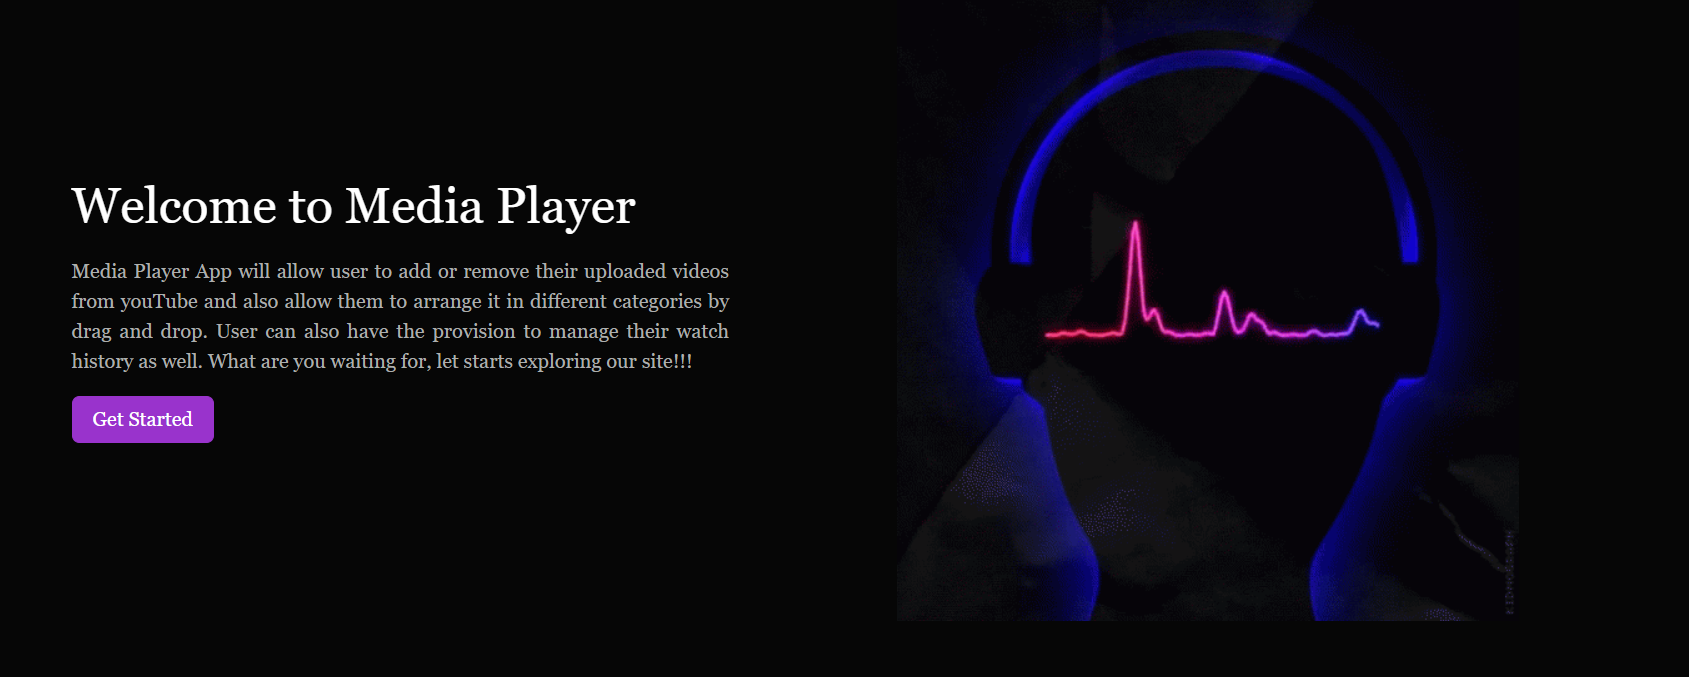 Welcome to Media Player
Media Player App will allow user to add or remove their uploaded videos
from youTube and also allow them to arrange it in different categories by
drag and drop. User can also have the provision to manage their watch
history as well. What are you waiting for, let starts exploring our site!!!
Get Started